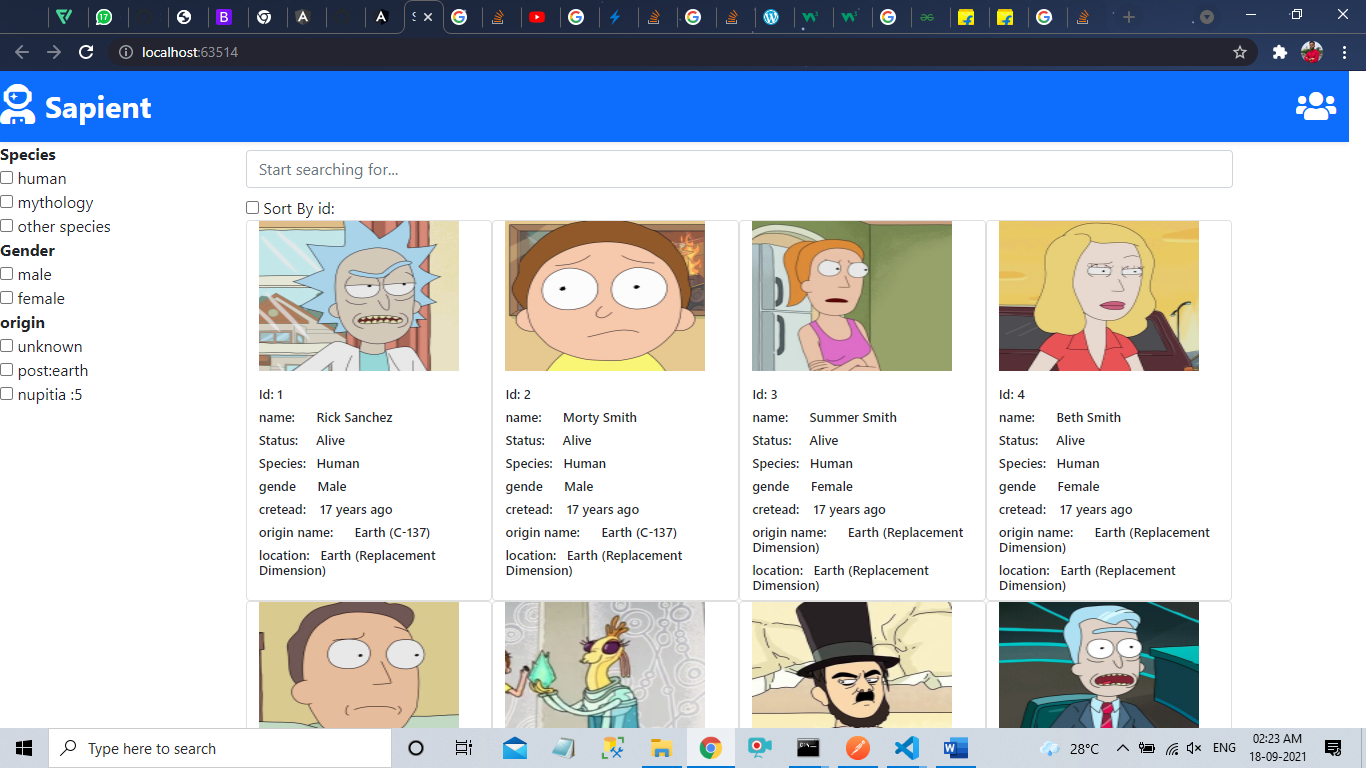 17
B
A
A
S
localhost:63514
Sapient
Species
human
mythology
other species
Gender
male
female
origin
unknown
post:earth
nupitia :5
Start searching for...
Sort By id:
Id: 1
name: Rick Sanchez
Status: Alive
Species: Human
gende Male
cretead: 17 years ago
origin name: Earth (C-137)
location: Earth (Replacement
Dimension)
Id: 2
name: Morty Smith
Status: Alive
Species: Human
gende Male
cretead: 17 years ago
origin name: Earth (C-137)
location: Earth (Replacement
Dimension)
Id: 3
name: Summer Smith
Status: Alive
Species: Human
gende Female
cretead: 17 years ago
origin name: Earth (Replacement
Dimension)
location: Earth (Replacement
Dimension)
Id: 4
name: Beth Smith
Status: Alive
Species: Human
gende Female
cretead: 17 years ago
origin name: Earth (Replacement
Dimension)
location: Earth (Replacement
Dimension)
Type here to search
28°C
ENG
02:23 AM
18-09-2021